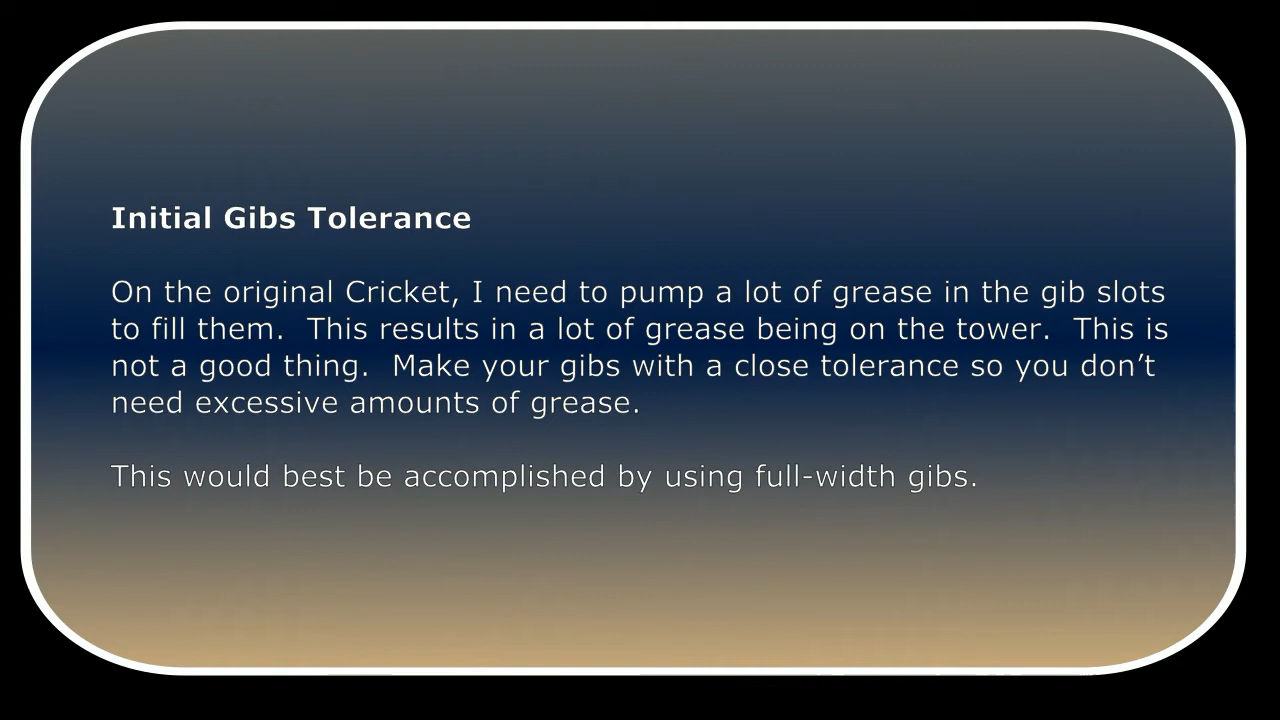 Initial Gibs Tolerance
On the original Cricket, I need to pump a lot of grease in the gib slots
to fill them.  This results in a lot of grease being on the tower.  This is
not a good thing.  Make your gibs with a close tolerance so you don’t
need excessive amounts of grease.
This would best be accomplished by using full-width gibs.